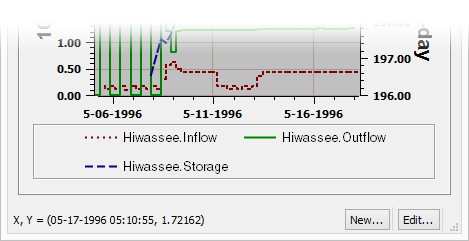 1.00
0.50
0.00
197.00
196.00
day
5-06-1996 5-11-1996 5-16-1996
Hiwassee.Inflow Hiwassee.Outflow
Hiwassee.Storage
X, Y = (05-17-1996 05:10:55, 1.72162) New... Edit...